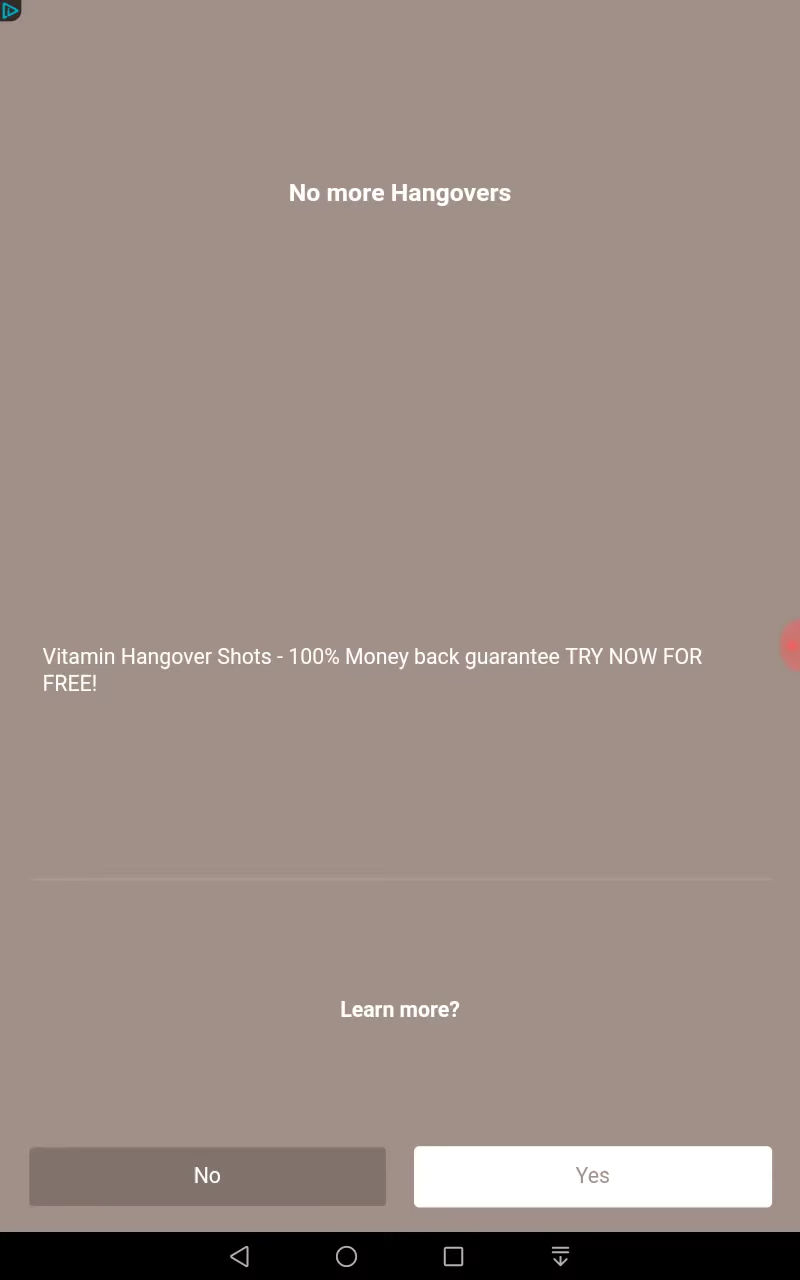 No more Hangovers
Vitamin Hangover Shots - 100% Money back guarantee TRY NOW FOR
FREE!
Learn more?
No
Yes